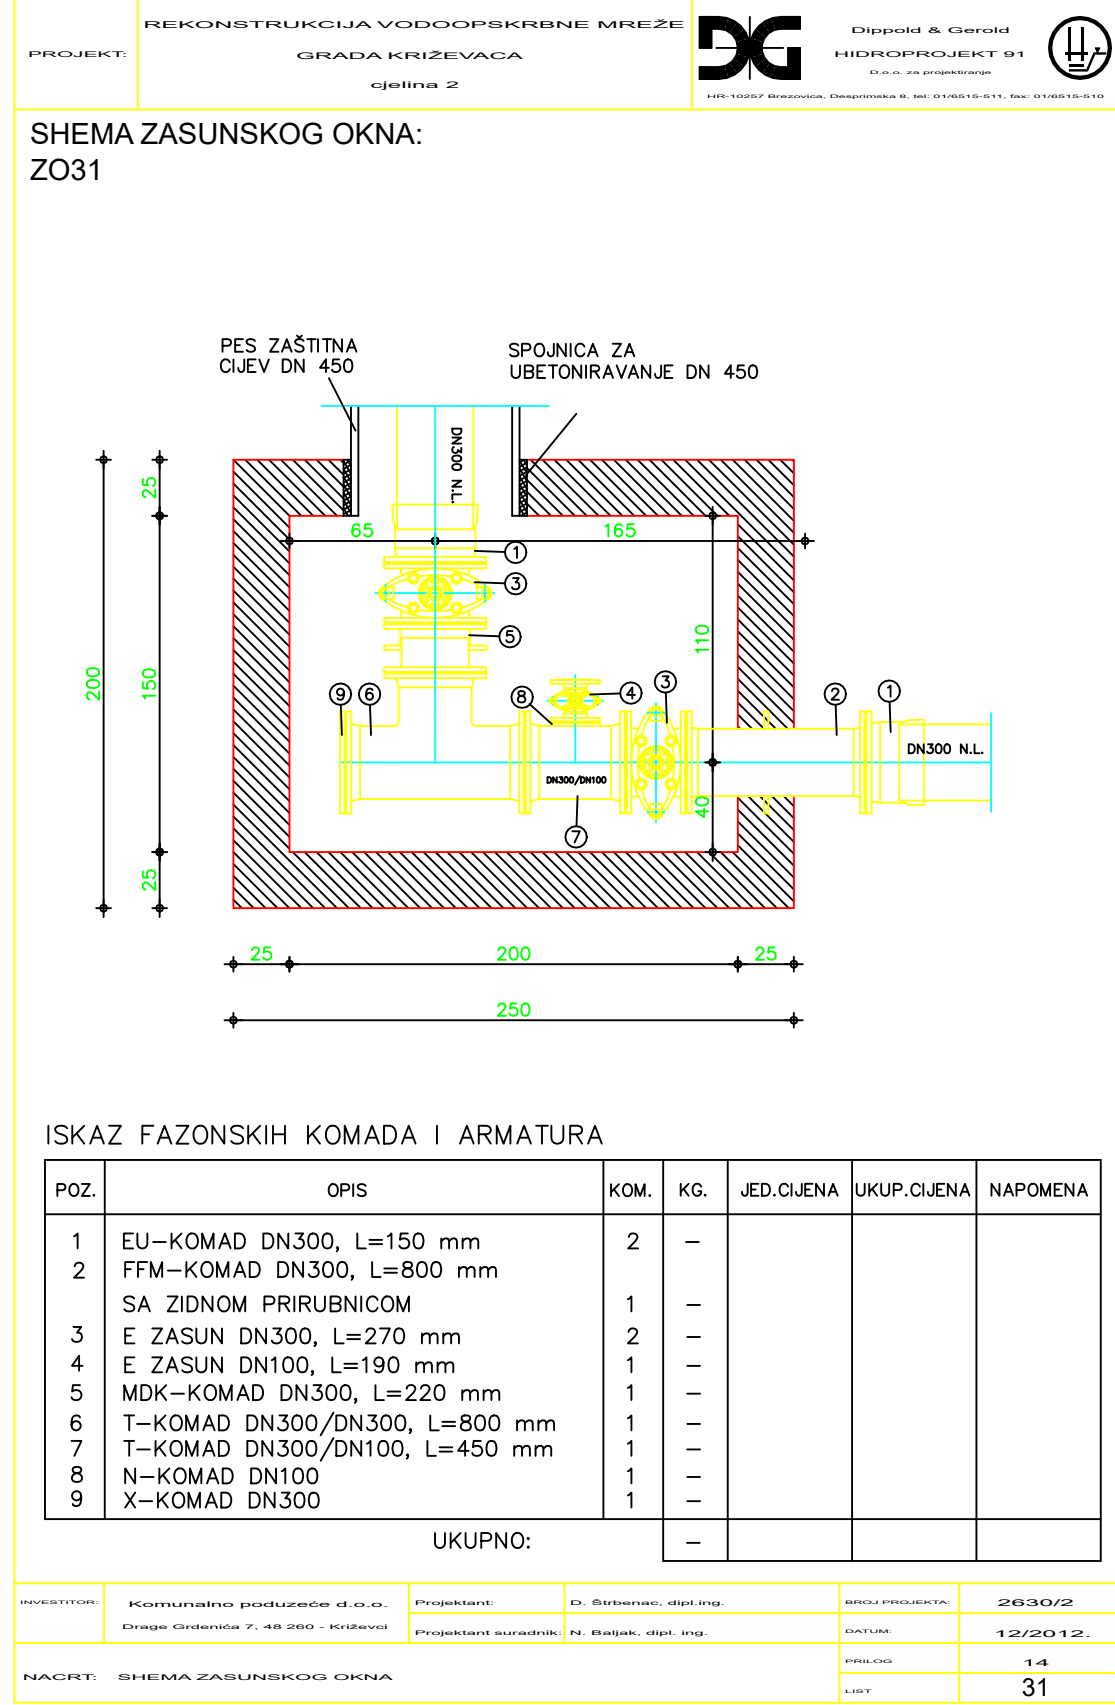 PROJEKT:
REKONSTRUKCIJA VODOOPSKRBNE MREŽE
GRADA KRIŽEVACA
cjelina 2
DG
Dippold & Gerold
HIDROPROJEKT 91
D.o.o. za projektiranje
HR-10257 Brezovica, Desprimska 8, tel: 01/6515-511, fax: 01/6515-510
SHEMA ZASUNSKOG OKNA:
ZO31
PES ZAŠTITNA
CIJEV DN 450
SPOJNICA ZA
UBETONIRAVANJE DN 450
DN300 N.L.
25
65
165
1
3
5
110
200
150
9
6
8
4
3
2
1
DN300 N.L.
DN300/DN100
40
7
25
25
200
25
250
ISKAZ FAZONSKIH KOMADA I ARMATURA
POZ. OPIS KOM. KG. JED.CIJENA UKUP.CIJENA NAPOMENA
1 EU-KOMAD DN300, L=150 mm 2 -
2 FFM-KOMAD DN300, L=800 mm
SA ZIDNOM PRIRUBNICOM 1 -
3 E ZASUN DN300, L=270 mm 2 -
4 E ZASUN DN100, L=190 mm 1 -
5 MDK-KOMAD DN300, L=220 mm 1 -
6 T-KOMAD DN300/DN300, L=800 mm 1 -
7 T-KOMAD DN300/DN100, L=450 mm 1 -
8 N-KOMAD DN100 1 -
9 X-KOMAD DN300 1 -
UKUPNO: -
INVESTITOR:
Komunalno poduzeće d.o.o.
Drage Grdenića 7, 48 260 - Križevci
Projektant: D. Štrbenac, dipl.ing.
Projektant suradnik: N. Baljak, dipl. ing.
BROJ PROJEKTA: 2630/2
DATUM: 12/2012.
NACRT: SHEMA ZASUNSKOG OKNA
PRILOG 14
LIST 31